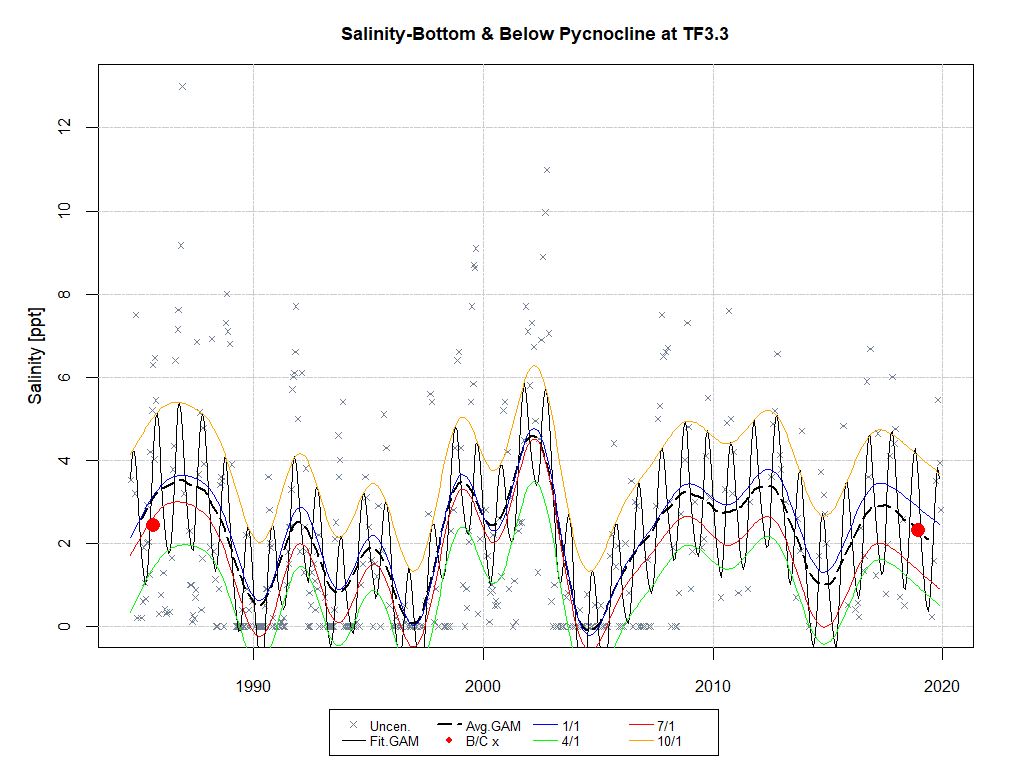 Salinity-Bottom & Below Pycnocline at TF3.3
Salinity [ppt]
12
10
8
6
4
2
0
1990 2000 2010 2020
Uncen. Avg.GAM 1/1 7/1
Fit.GAM B/C x 4/1 10/1